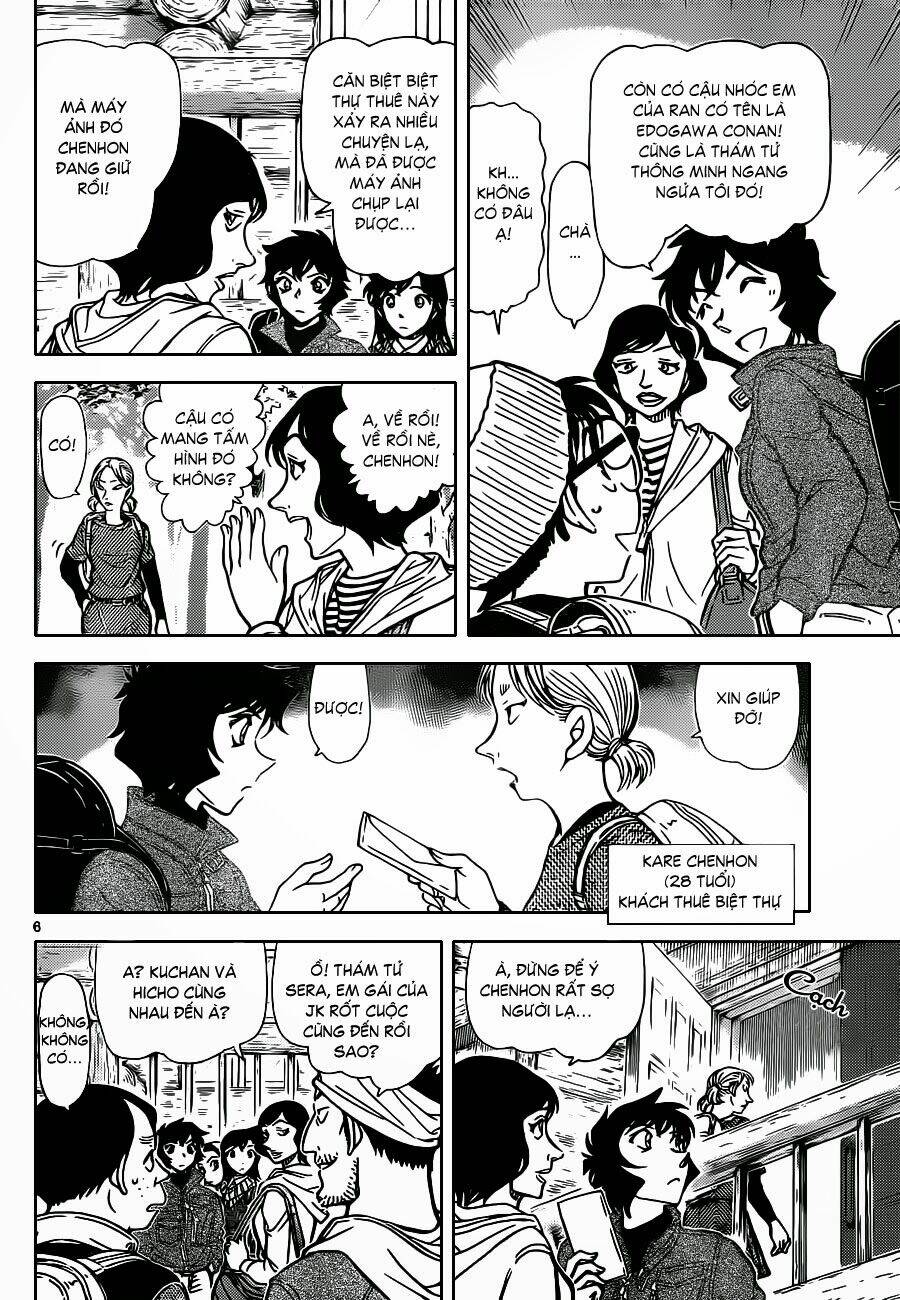 CÒN CÓ CẬU NHÓC EM
CỦA RAN CÓ TÊN LÀ
EDOGAWA CONAN!
CŨNG LÀ THÁM TỬ
THÔNG MINH NGANG
NGỬA TÔI ĐÓ!
CHÀ
...
KH...
KHÔNG
CÓ ĐÂU
Ạ!
CĂN BIỆT BIỆT
THỰ THUÊ NÀY
XẢY RA NHIỀU
CHUYỆN LẠ,
MÀ ĐÃ ĐƯỢC
MÁY ẢNH
CHỤP LẠI
ĐƯỢC...
MÀ MÁY
ẢNH ĐÓ
CHENHON
ĐANG GIỮ
RỒI!
A, VỀ RỒI!
VỀ RỒI NÈ,
CHENHON!
CẬU CÓ
MANG TẤM
HÌNH ĐÓ
KHÔNG?
CÓ!
XIN GIÚP
ĐỠ!
ĐƯỢC!
KARE CHENHON
(28 TUỔI)
KHÁCH THUÊ BIỆT THỰ
6
Cạch
À, ĐỪNG ĐỂ Ý
CHENHON RẤT SỢ
NGƯỜI LẠ...
Ồ! THÁM TỬ
SERA, EM GÁI CỦA
JK RỐT CUỘC
CŨNG ĐẾN RỒI
SAO?
A? KUCHAN VÀ
HICHO CÙNG
NHAU ĐẾN À?
KHÔNG,
KHÔNG
CÓ...